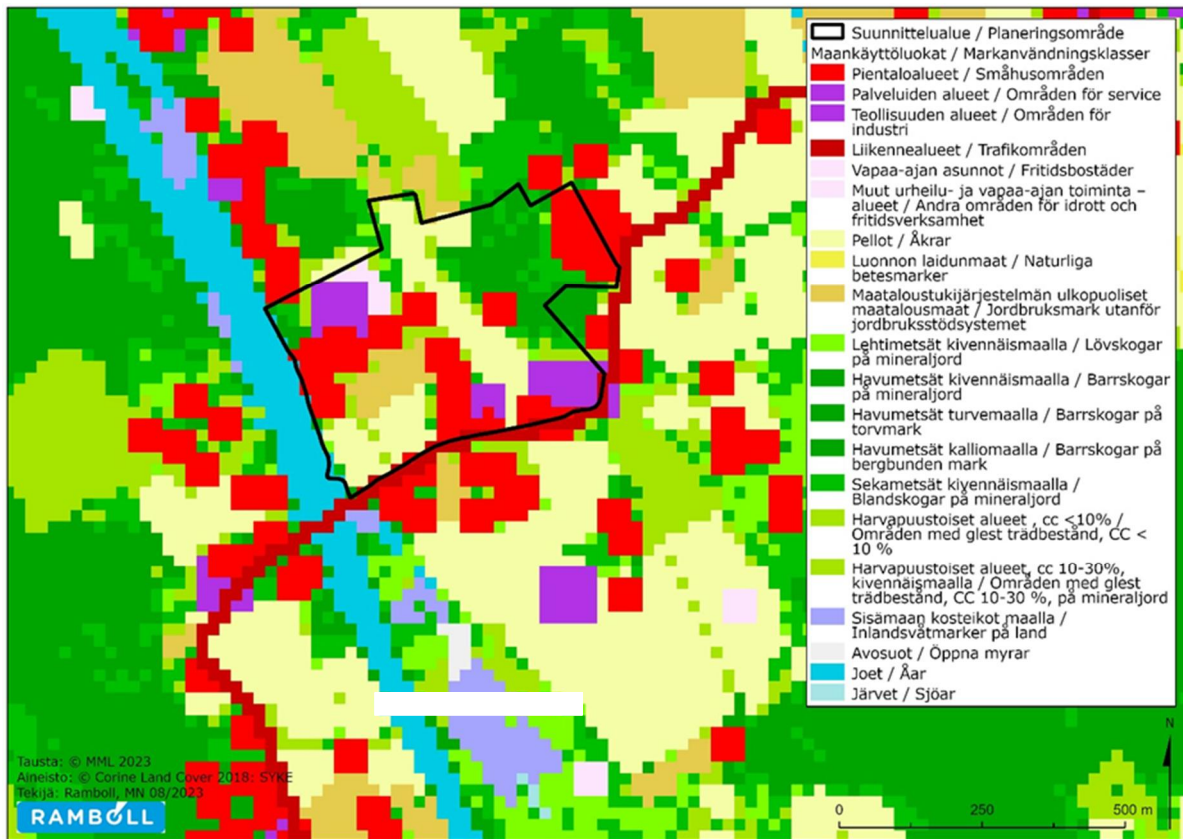 Suunnittelualue / Planeringsområde
Maankäyttöluokat / Markanvändningsklasser
Pientaloalueet / Småhusområden
Palveluiden alueet / Områden för service
Teollisuuden alueet / Områden för
industri
Liikennealueet / Trafikområden
Vapaa-ajan asunnot / Fritidsbostäder
Muut urheilu- ja vapaa-ajan toiminta –
alueet / Andra områden för idrott och
fritidsverksamhet
Pellot / Åkrar
Luonnon laidunmaat / Naturliga
betesmarker
Maataloustukijärjestelmän ulkopuoliset
maatalousmaat / Jordbruksmark utanför
jordbruksstödsystemet
Lehtimetsät kivennäismaalla / Lövskogar
på mineraljord
Havumetsät kivennäismaalla / Barrskogar
på mineraljord
Havumetsät turvemaalla / Barrskogar på
torvmark
Havumetsät kalliomaalla / Barrskogar på
bergbunden mark
Sekametsät kivennäismaalla /
Blandskogar på mineraljord
Harvapuustoiset alueet , cc <10% /
Områden med glest trädbestånd, CC <
10 %
Harvapuustoiset alueet, cc 10-30%,
kivennäismaalla / Områden med glest
trädbestånd, CC 10-30 %, på mineraljord
Sisämaan kosteikot maalla /
Inlandsvåtmarker på land
Avosuot / Öppna myrar
Joet / Åar
Järvet / Sjöar
N
Tausta: © MML 2023
Aineisto: © Corine Land Cover 2018: SYKE
Tekijä: Ramboll, MN 08/2023
RAMBOLL
0 250 500 m